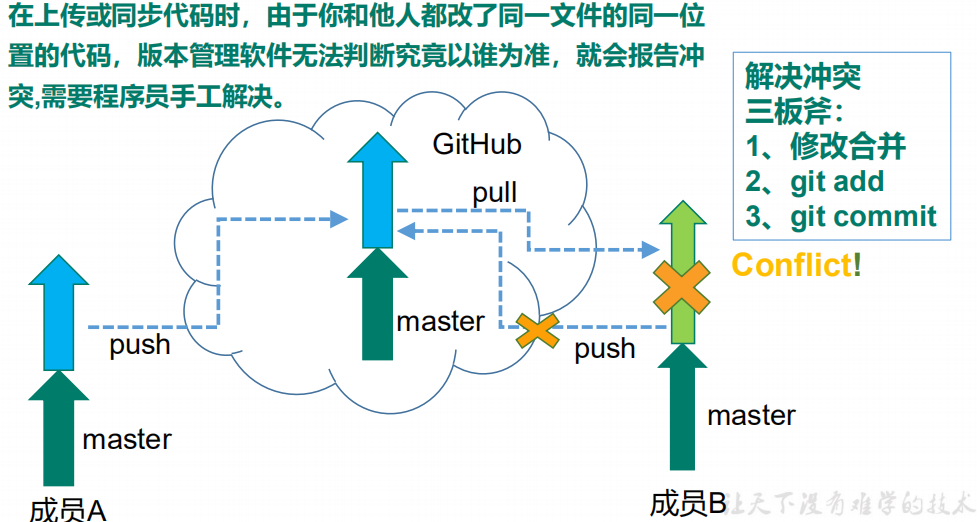 在上传或同步代码时，由于你和他人都改了同一文件的同一位
置的代码，版本管理软件无法判断究竟以谁为准，就会报告冲
突,需要程序员手工解决。
解决冲突
三板斧：
1、修改合并
2、git add
3、git commit
Conflict!
GitHub
pull
master
push
push
master
master
成员A
成员B
让天下没有难学的技术